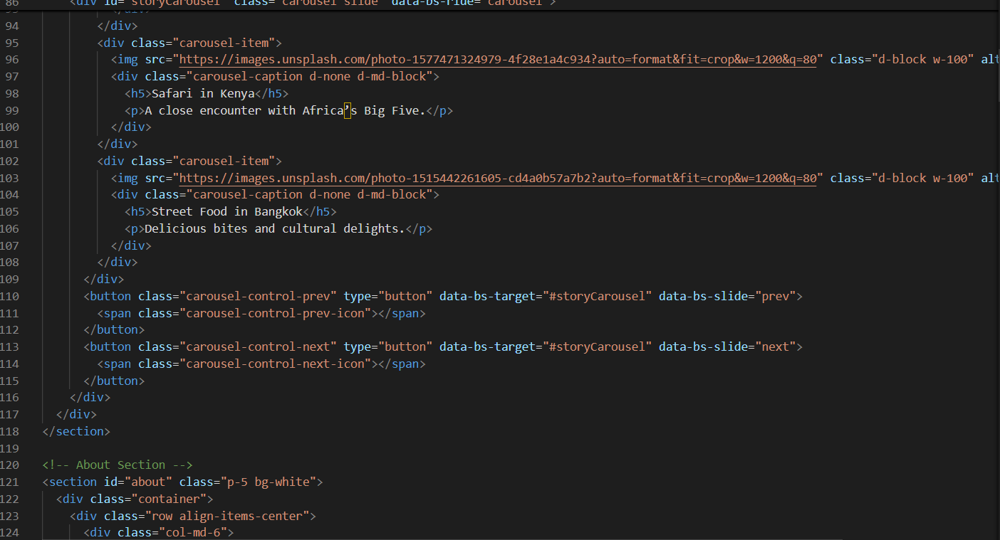 86 <div id="storyCarousel" class="carousel slide" data-bs-ride="carousel">
93 </div>
94 </div>
95 <div class="carousel-item">
96 <img src="https://images.unsplash.com/photo-1577471324979-4f28e1a4c934?auto=format&fit=crop&w=1200&q=80" class="d-block w-100" alt
97 <div class="carousel-caption d-none d-md-block">
98 <h5>Safari in Kenya</h5>
99 <p>A close encounter with Africa’s Big Five.</p>
100 </div>
101 </div>
102 <div class="carousel-item">
103 <img src="https://images.unsplash.com/photo-1515442261605-cd4a0b57a7b2?auto=format&fit=crop&w=1200&q=80" class="d-block w-100" alt
104 <div class="carousel-caption d-none d-md-block">
105 <h5>Street Food in Bangkok</h5>
106 <p>Delicious bites and cultural delights.</p>
107 </div>
108 </div>
109 </div>
110 <button class="carousel-control-prev" type="button" data-bs-target="#storyCarousel" data-bs-slide="prev">
111 <span class="carousel-control-prev-icon"></span>
112 </button>
113 <button class="carousel-control-next" type="button" data-bs-target="#storyCarousel" data-bs-slide="next">
114 <span class="carousel-control-next-icon"></span>
115 </button>
116 </div>
117 </div>
118 </section>
119
120 <!-- About Section -->
121 <section id="about" class="p-5 bg-white">
122 <div class="container">
123 <div class="row align-items-center">
124 <div class="col-md-6">